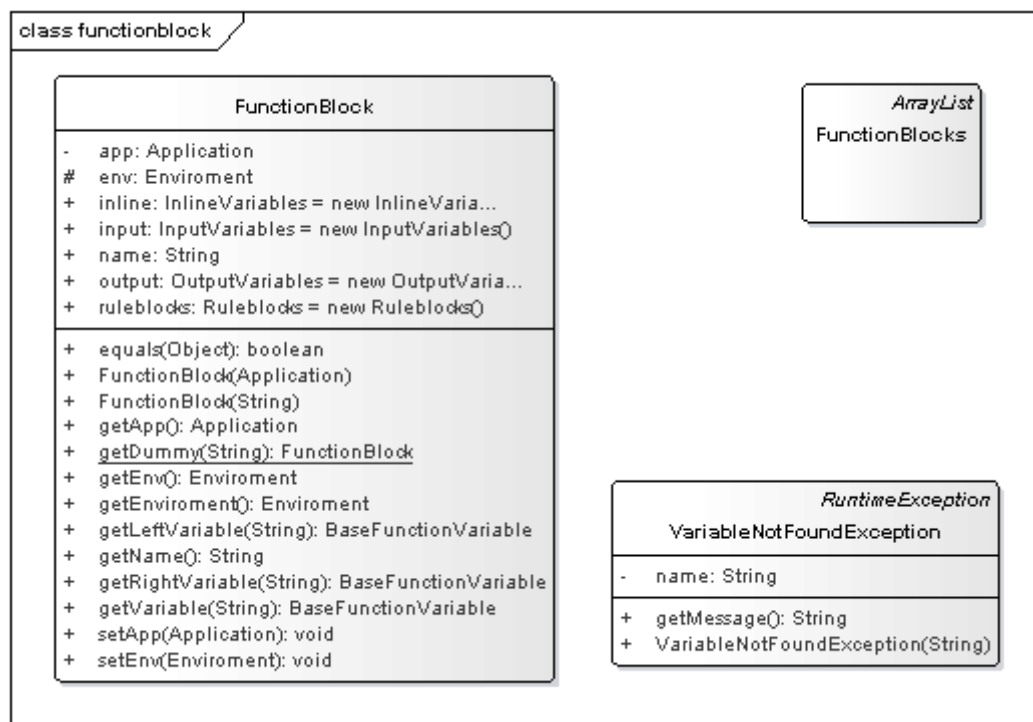 class functionblock
FunctionBlock
- app: Application
# env: Enviroment
+ inline: InlineVariables = new InlineVaria...
+ input: InputVariables = new InputVariables()
+ name: String
+ output: OutputVariables = new OutputVaria...
+ ruleblocks: Ruleblocks = new Ruleblocks()
+ equals(Object): boolean
+ FunctionBlock(Application)
+ FunctionBlock(String)
+ getApp(): Application
+ getDummy(String): FunctionBlock
+ getEnv(): Enviroment
+ getEnviroment(): Enviroment
+ getLeftVariable(String): BaseFunctionVariable
+ getName(): String
+ getRightVariable(String): BaseFunctionVariable
+ getVariable(String): BaseFunctionVariable
+ setApp(Application): void
+ setEnv(Enviroment): void
ArrayList
FunctionBlocks
RuntimeException
VariableNotFoundException
- name: String
+ getMessage(): String
+ VariableNotFoundException(String)